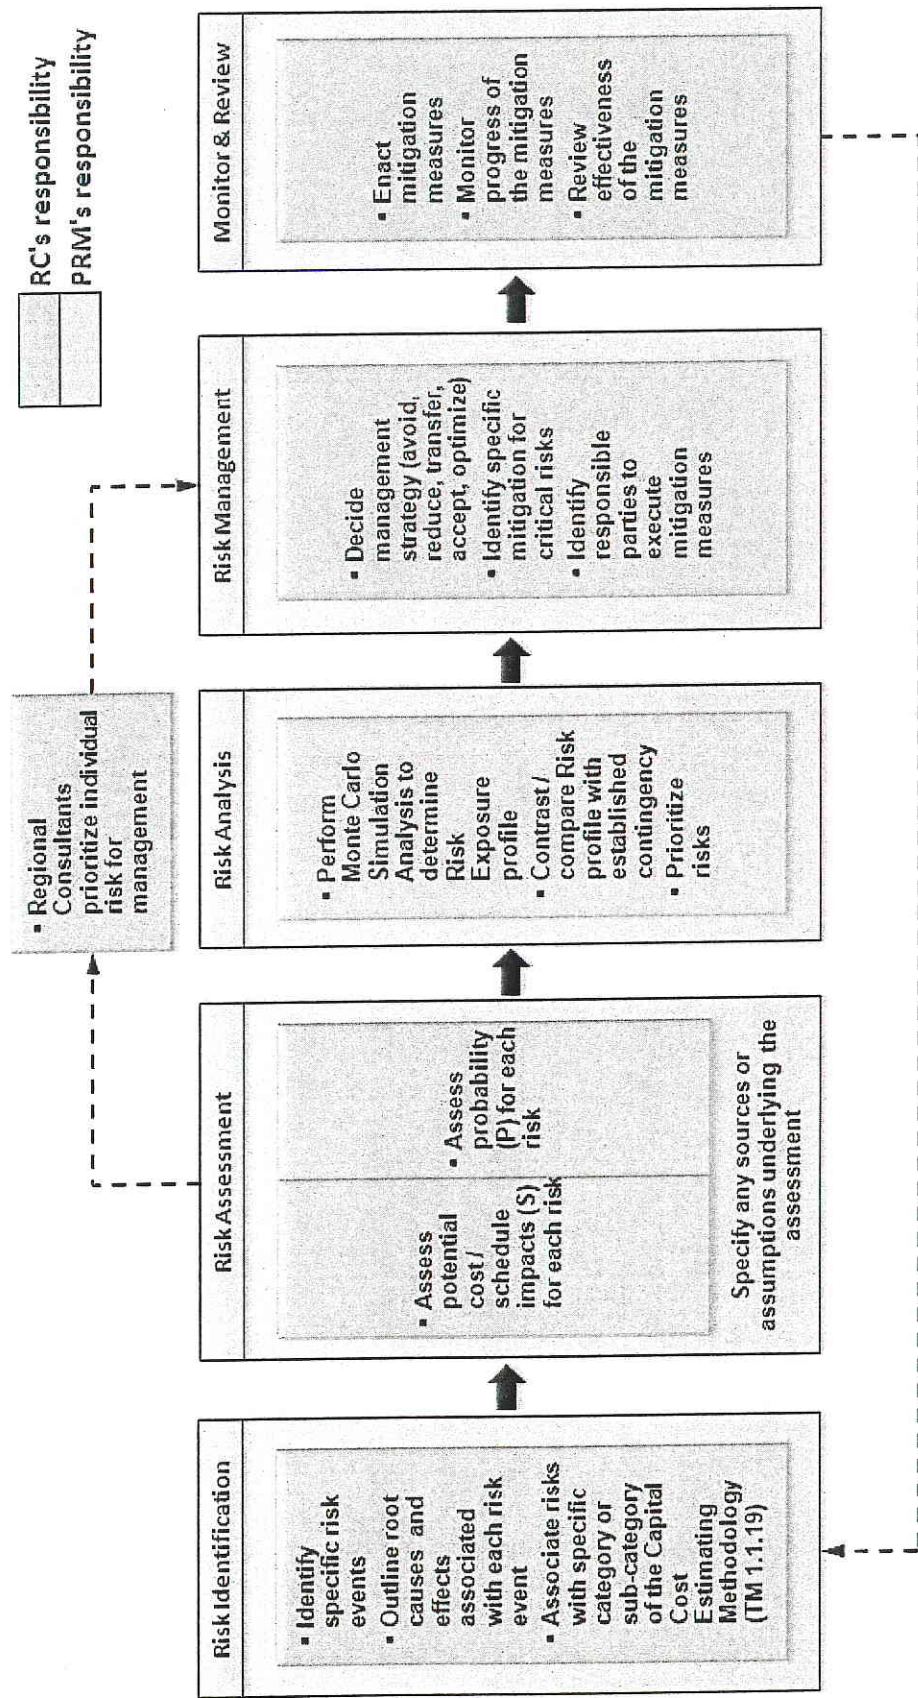 RC's responsibility
PRM's responsibility
▪ Regional
Consultants
prioritize individual
risk for
management
Risk Identification
▪ Identify
specific risk
events
▪ Outline root
causes and
effects
associated
with each risk
event
▪ Associate risks
with specific
category or
sub-category
of the Capital
Cost
Estimating
Methodology
(TM 1.1.19)
Risk Assessment
▪ Assess
potential
cost /
schedule
impacts (S)
for each risk
▪ Assess
probability
(P) for each
risk
Specify any sources or
assumptions underlying the
assessment
Risk Analysis
▪ Perform
Monte Carlo
Simulation
Analysis to
determine
Risk
Exposure
profile
▪ Contrast /
compare Risk
profile with
established
contingency
▪ Prioritize
risks
Risk Management
▪ Decide
management
strategy (avoid,
reduce, transfer,
accept, optimize)
▪ Identify specific
mitigation for
critical risks
▪ Identify
responsible
parties to
execute
mitigation
measures
Monitor & Review
▪ Enact
mitigation
measures
▪ Monitor
progress of
the mitigation
measures
▪ Review
effectiveness
of the
mitigation
measures